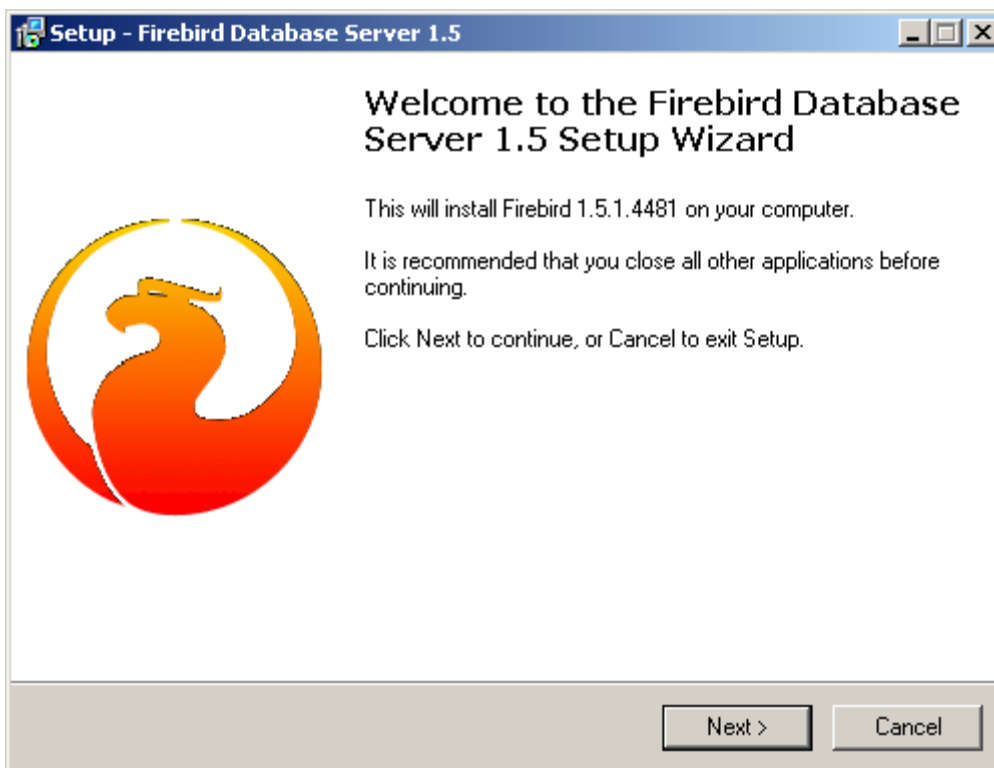 Setup - Firebird Database Server 1.5
Welcome to the Firebird Database
Server 1.5 Setup Wizard
This will install Firebird 1.5.1.4481 on your computer.
It is recommended that you close all other applications before
continuing.
Click Next to continue, or Cancel to exit Setup.
Next >
Cancel